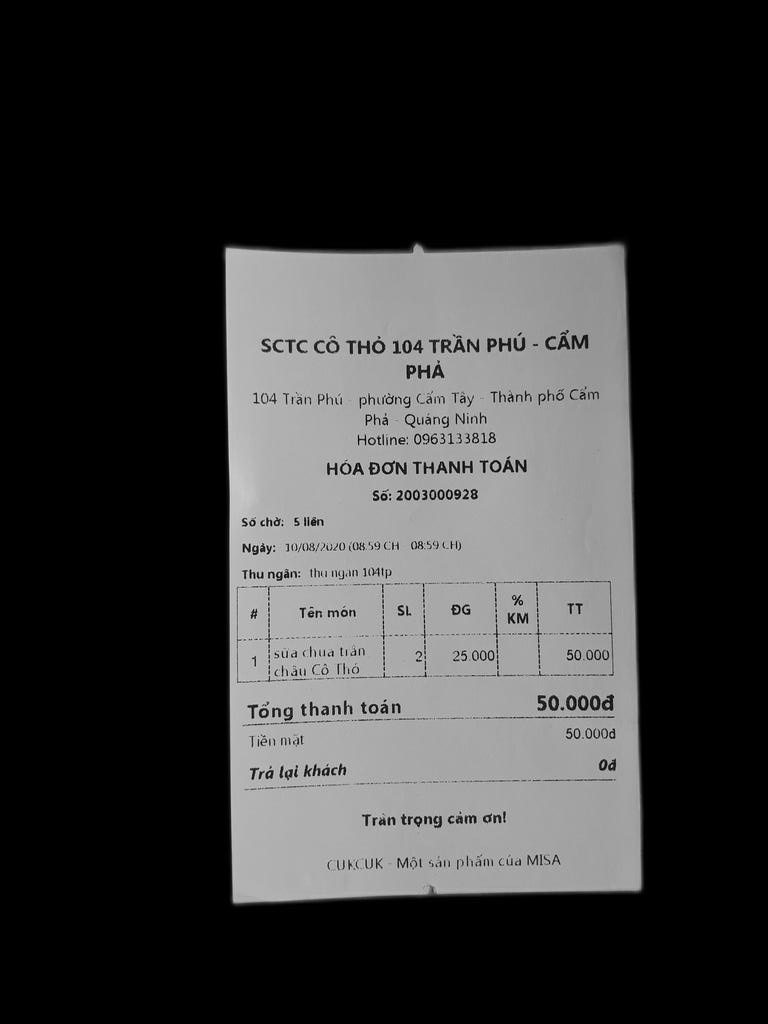 SCTC CÔ THỎ 104 TRẦN PHÚ - CẨM
PHẢ
104 Trần Phú - phường Cẩm Tây - Thành phố Cẩm
Phả - Quảng Ninh
Hotline: 0963133818
HÓA ĐƠN THANH TOÁN
Số: 2003000928
Số chờ: 5 liên
Ngày: 10/08/2020 (08:59 CH - 08:59 CH)
Thu ngân: thu ngân 104tp
# Tên món SL ĐG % KM TT
1 sữa chua trân châu Cô Thỏ 2 25.000 50.000
Tổng thanh toán 50.000đ
Tiền mặt 50.000đ
Trả lại khách 0đ
Trân trọng cảm ơn!
CUKCUK - Một sản phẩm của MISA